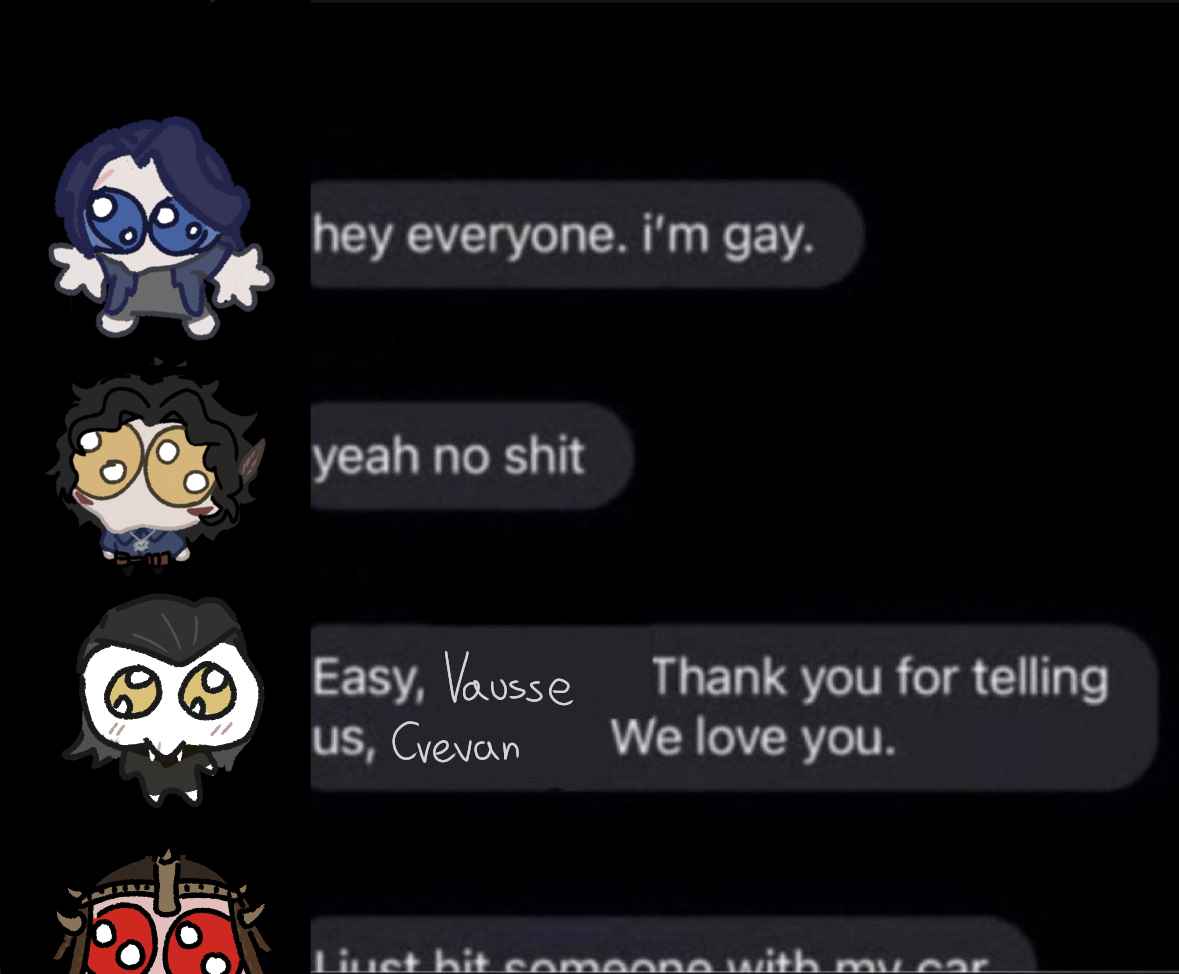 hey everyone. i'm gay.
yeah no shit
Easy, Vausse Thank you for telling
us, Crevan We love you.
I just hit someone with my car